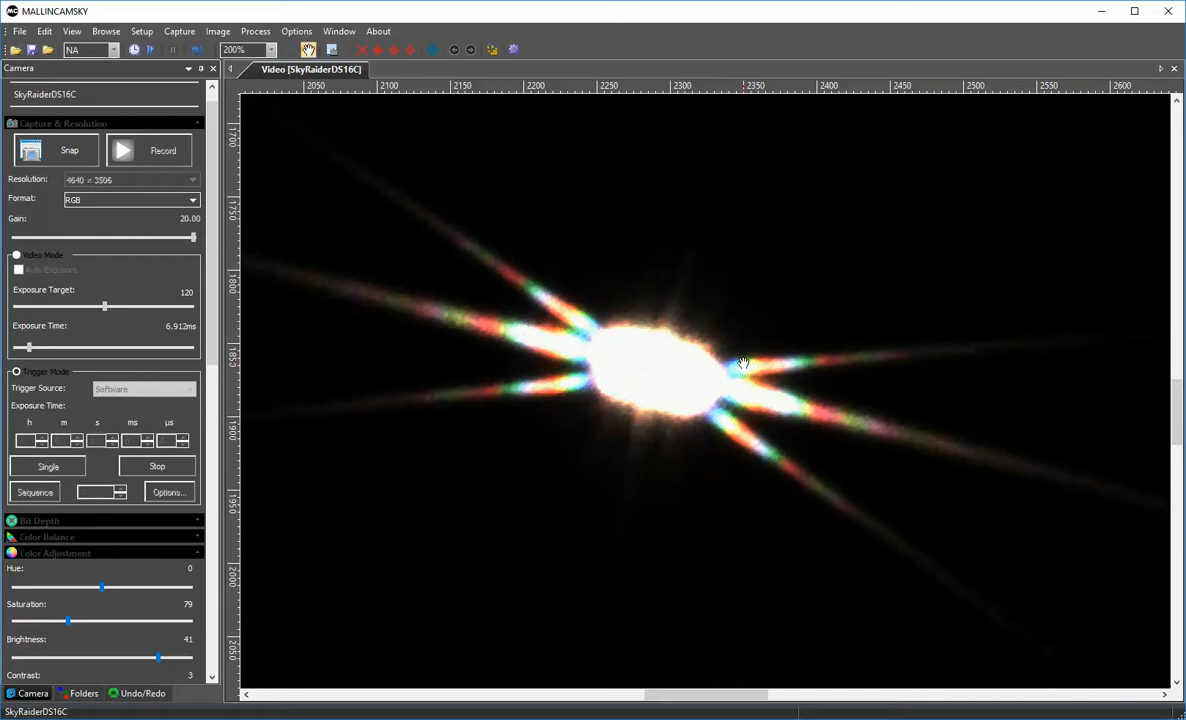 MALLINCAMSKY
File Edit View Browse Setup Capture Image Process Options Window About
NA 200%
Camera
Video [SkyRaiderDS16C]
2050 2100 2150 2200 2250 2300 2350 2400 2450 2500 2550 2600
SkyRaiderDS16C
Capture & Resolution
Snap Record
Resolution: 4640 × 3506
Format: RGB
Gain: 20.00
Video Mode
Auto Exposure
Exposure Target: 120
Exposure Time: 6.912ms
Trigger Mode
Trigger Source: Software
Exposure Time:
h m s ms µs
Single Stop
Sequence Options...
Bit Depth
Color Balance
Color Adjustment
Hue: 0
Saturation: 79
Brightness: 41
Contrast: 3
1700
1750
1800
1850
1900
1950
2000
2050
Camera Folders Undo/Redo
SkyRaiderDS16C